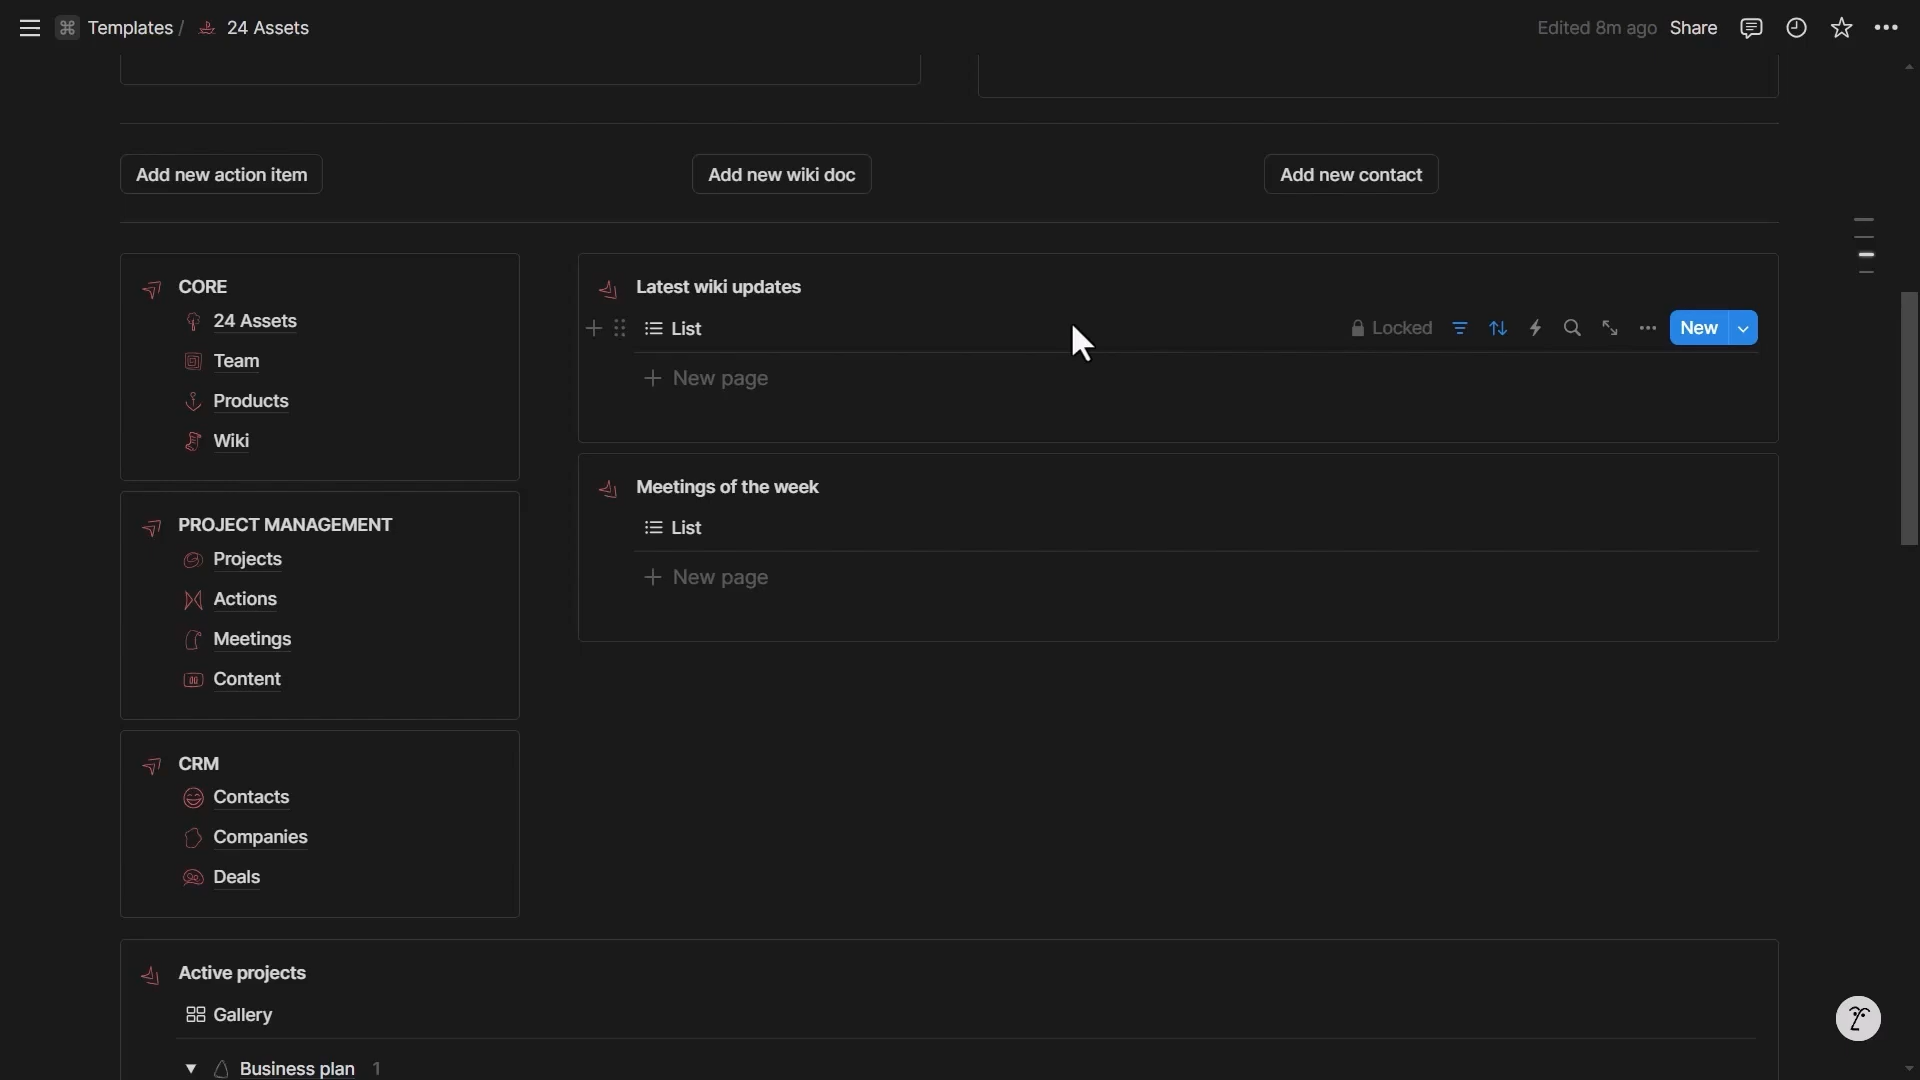 Templates / 24 Assets
Edited 8m ago Share
Add new action item
Add new wiki doc
Add new contact
CORE
24 Assets
Team
Products
Wiki
PROJECT MANAGEMENT
Projects
Actions
Meetings
Content
CRM
Contacts
Companies
Deals
Latest wiki updates
List
Locked
New
New page
Meetings of the week
List
New page
Active projects
Gallery
Business plan 1